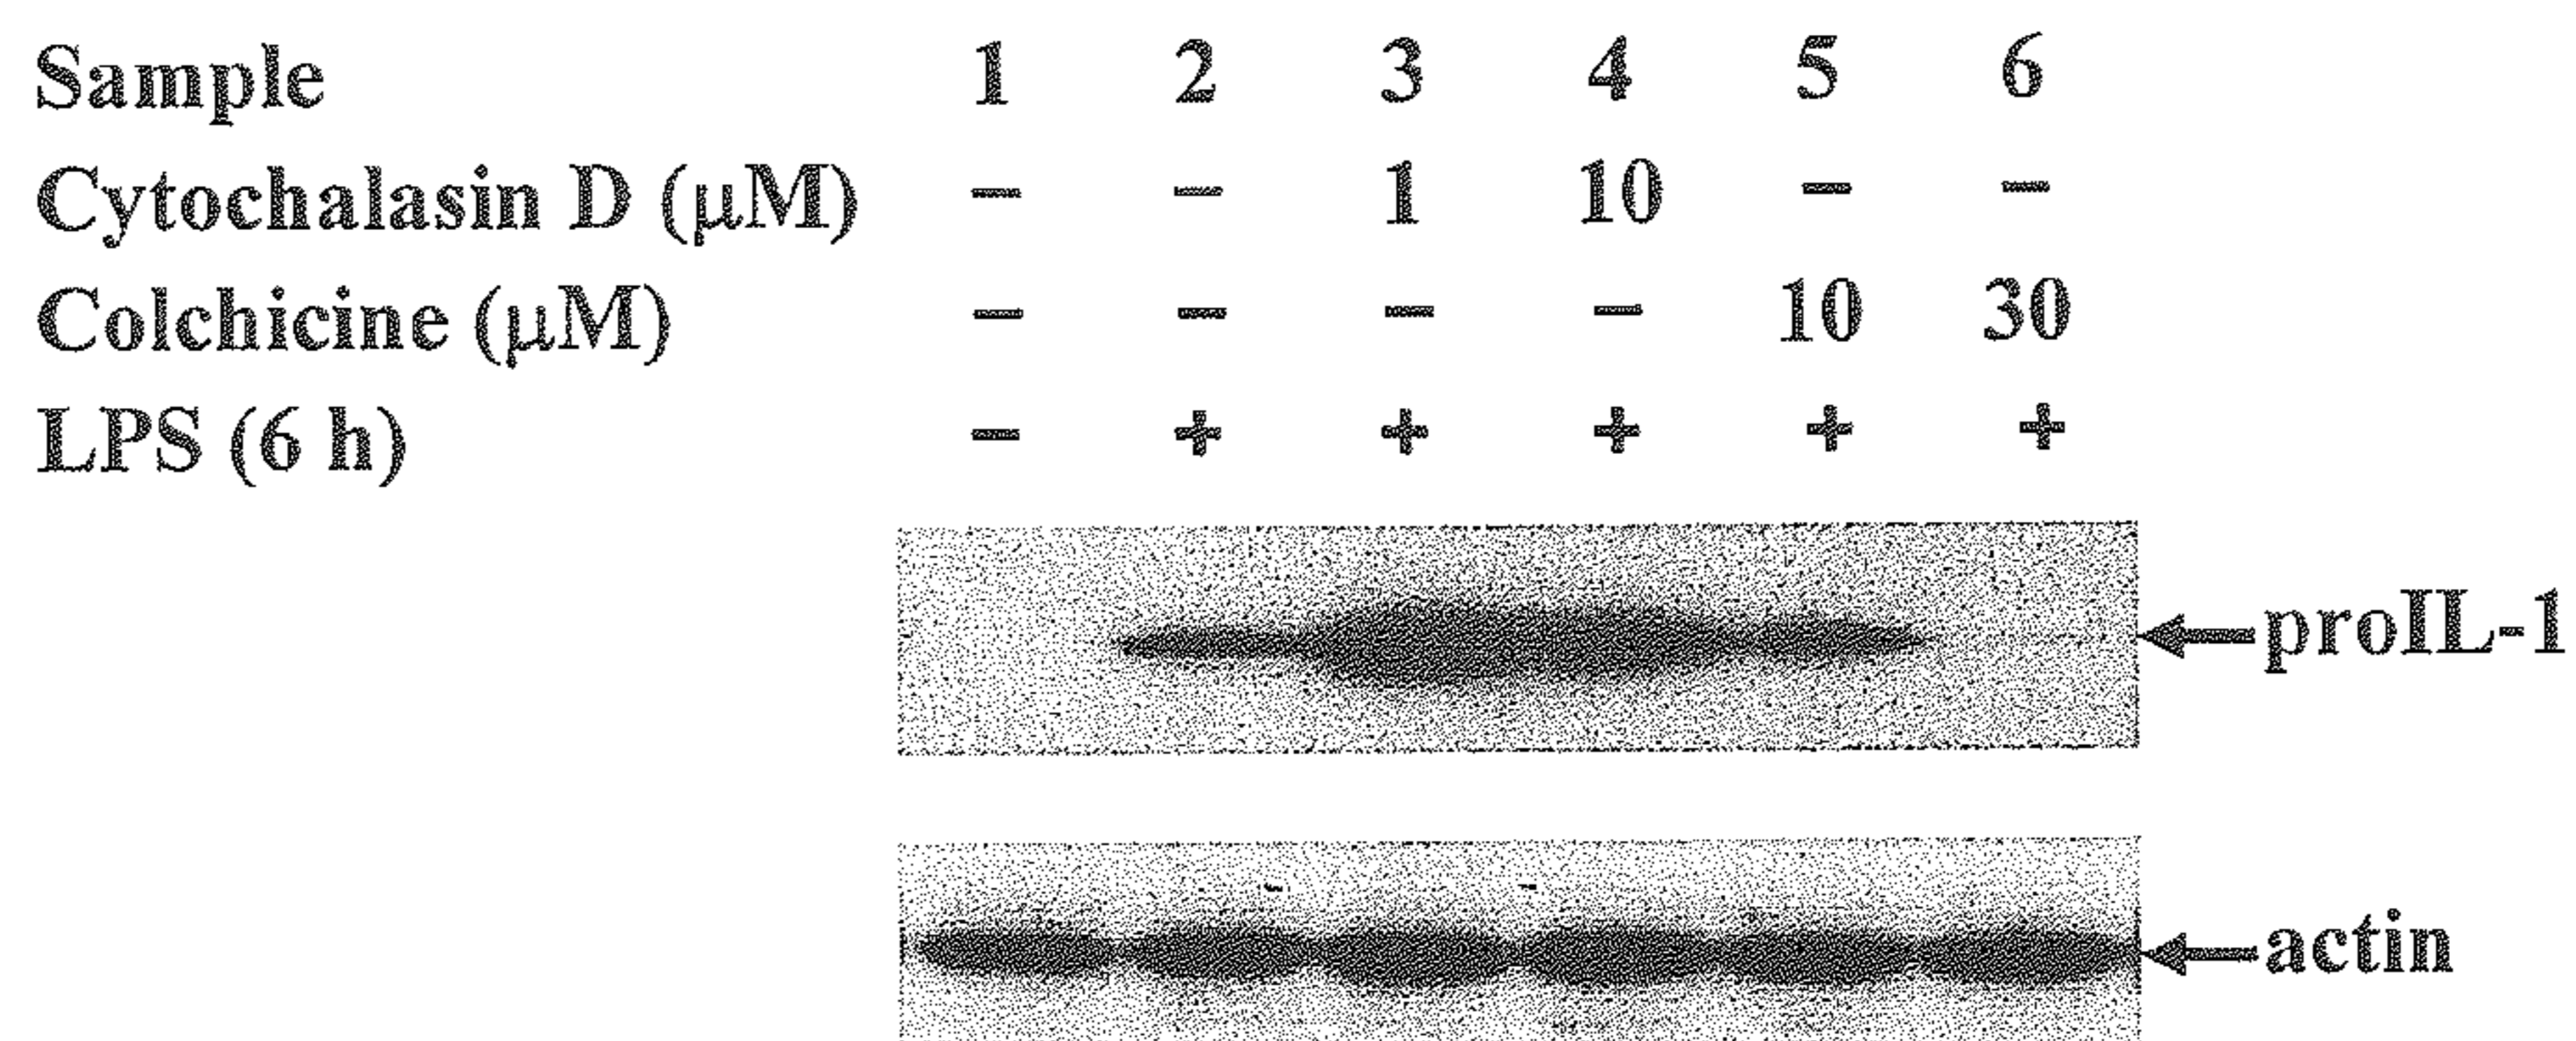 Sample 1 2 3 4 5 6
Cytochalasin D (μM) – – 1 10 – –
Colchicine (μM) – – – – 10 30
LPS (6 h) – + + + + +
proIL-1
actin